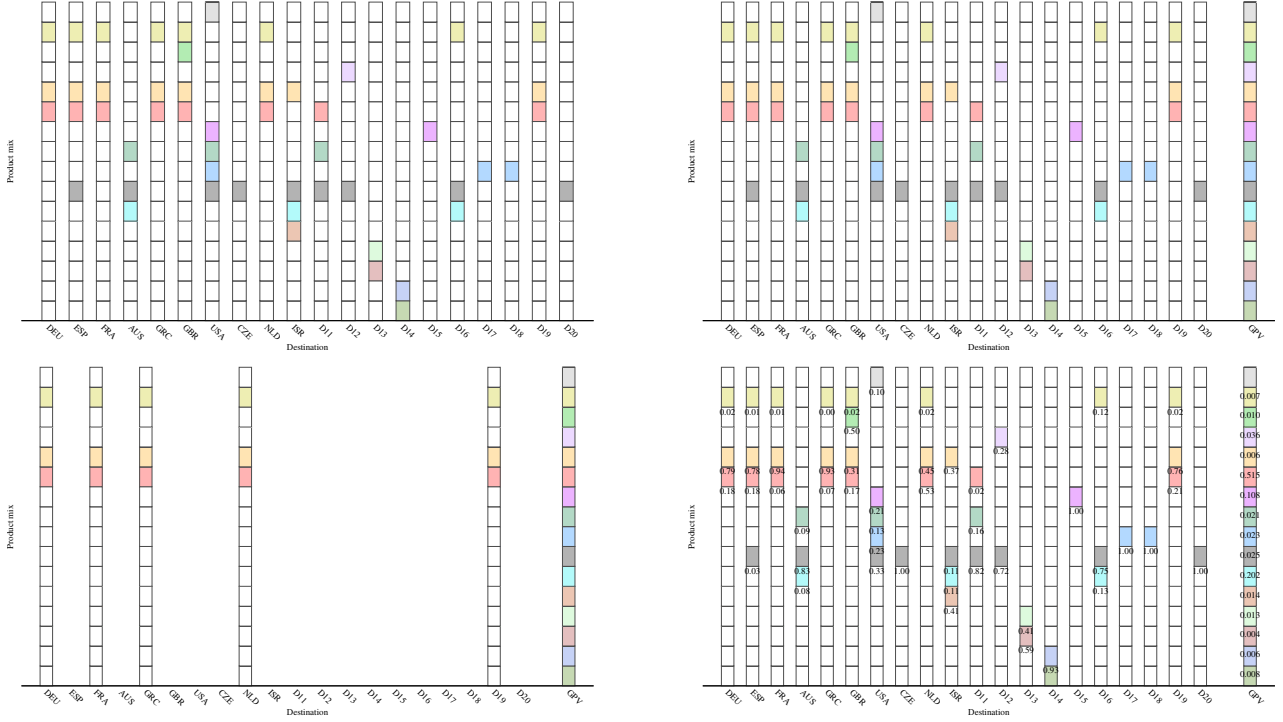 Product mix
DEU ESP FRA AUS GRC GBR USA CZE NLD ISR D11 D12 D13 D14 D15 D16 D17 D18 D19 D20
Destination
Product mix
DEU ESP FRA AUS GRC GBR USA CZE NLD ISR D11 D12 D13 D14 D15 D16 D17 D18 D19 D20 GPV
Destination
Product mix
DEU ESP FRA AUS GRC GBR USA CZE NLD ISR D11 D12 D13 D14 D15 D16 D17 D18 D19 D20 GPV
Destination
Product mix
0.10
0.007
0.02 0.01 0.01 0.00 0.02 0.02 0.12 0.02
0.010
0.50
0.036
0.28
0.006
0.79 0.78 0.94 0.93 0.31 0.45 0.37 0.76
0.515
0.18 0.18 0.06 0.07 0.17 0.53 0.02 0.21
0.108
0.21 1.00
0.021
0.09 0.13 0.16
0.023
0.23 1.00 1.00
0.025
0.03 0.83 0.33 1.00 0.11 0.82 0.72 0.75 1.00
0.202
0.08 0.11 0.13
0.014
0.41
0.013
0.41
0.004
0.59
0.006
0.93
0.008
DEU ESP FRA AUS GRC GBR USA CZE NLD ISR D11 D12 D13 D14 D15 D16 D17 D18 D19 D20 GPV
Destination